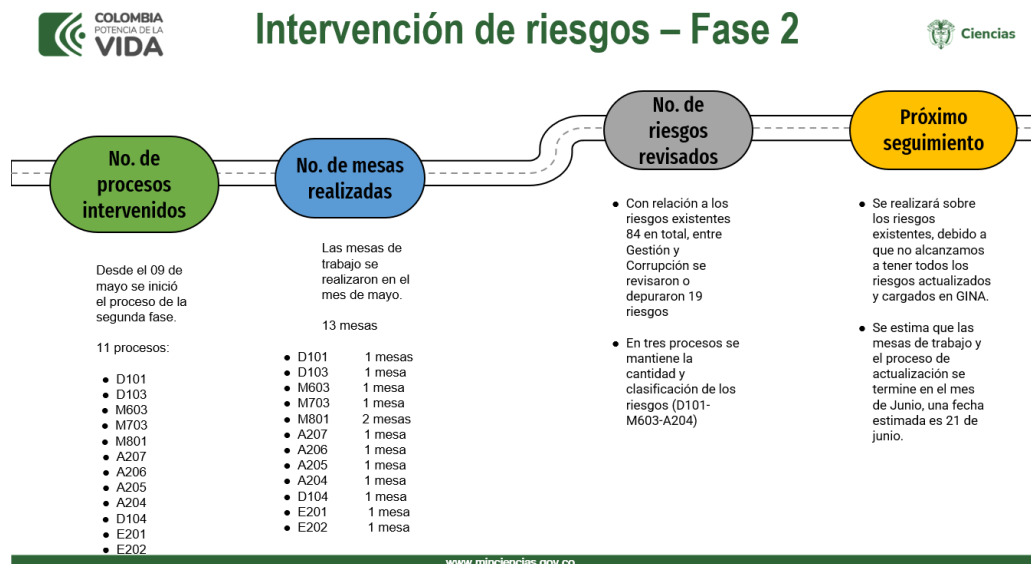 COLOMBIA
POTENCIA DE LA
VIDA
Intervención de riesgos – Fase 2
Ciencias
No. de
procesos
intervenidos
Desde el 09 de
mayo se inició
el proceso de la
segunda fase.
11 procesos:
● D101
● D103
● M603
● M703
● M801
● A207
● A206
● A205
● A204
● D104
● E201
● E202
No. de mesas
realizadas
Las mesas de
trabajo se
realizaron en el
mes de mayo.
13 mesas
● D101 1 mesas
● D103 1 mesa
● M603 1 mesa
● M703 1 mesa
● M801 2 mesas
● A207 1 mesa
● A206 1 mesa
● A205 1 mesa
● A204 1 mesa
● D104 1 mesa
● E201 1 mesa
● E202 1 mesa
No. de
riesgos
revisados
● Con relación a los
riesgos existentes
84 en total, entre
Gestión y
Corrupción se
revisaron o
depuraron 19
riesgos
● En tres procesos se
mantiene la
cantidad y
clasificación de los
riesgos (D101-
M603-A204)
Próximo
seguimiento
● Se realizará sobre
los riesgos
existentes, debido a
que no alcanzamos
a tener todos los
riesgos actualizados
y cargados en GINA.
● Se estima que las
mesas de trabajo y
el proceso de
actualización se
termine en el mes
de Junio, una fecha
estimada es 21 de
junio.
www.minciencias.gov.co